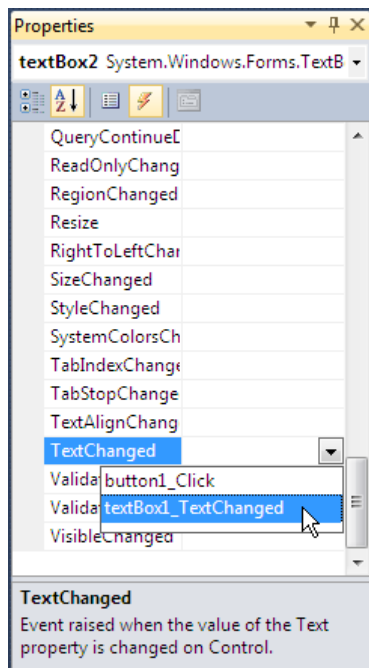 Properties
textBox2 System.Windows.Forms.TextB
A
Z
QueryContinueD
ReadOnlyChang
RegionChanged
Resize
RightToLeftChar
SizeChanged
StyleChanged
SystemColorsCh
TabIndexChange
TabStopChange
TextAlignChang
TextChanged
Valida
button1_Click
Valida
textBox1_TextChanged
VisibleChanged
TextChanged
Event raised when the value of the Text
property is changed on Control.